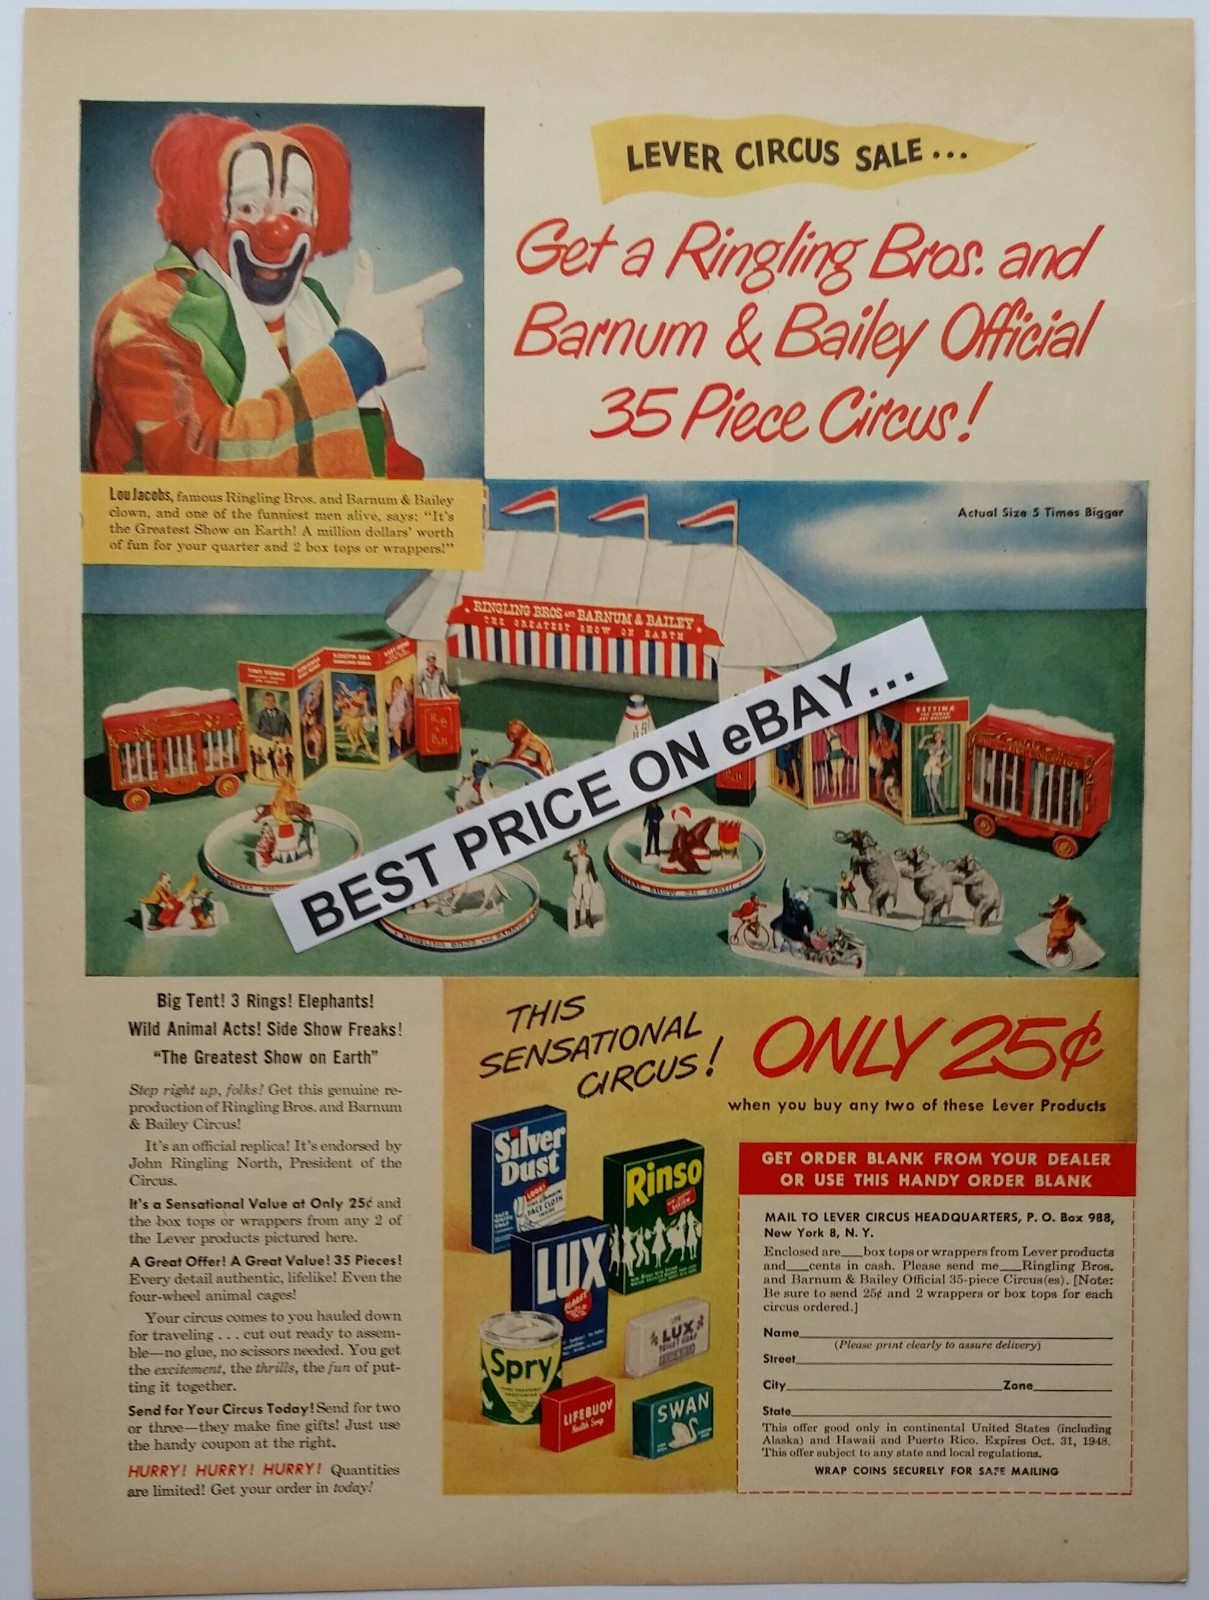 LEVER CIRCUS SALE...
Get a Ringling Bros. and
Barnum & Bailey Official
35 Piece Circus!
Lou Jacobs, famous Ringling Bros. and Barnum & Bailey
clown, and one of the funniest men alive, says: "It's
the Greatest Show on Earth! A million dollars' worth
of fun for your quarter and 2 box tops or wrappers!"
Actual Size 5 Times Bigger
RINGLING BROS AND BARNUM & BAILEY
THE GREATEST SHOW ON EARTH
TINY TOWN
SOUTH SEA
BETTINA
BEST PRICE ON eBAY...
Big Tent! 3 Rings! Elephants!
Wild Animal Acts! Side Show Freaks!
"The Greatest Show on Earth"
Step right up, folks! Get this genuine re-
production of Ringling Bros. and Barnum
& Bailey Circus!
It's an official replica! It's endorsed by
John Ringling North, President of the
Circus.
It's a Sensational Value at Only 25¢ and
the box tops or wrappers from any 2 of
the Lever products pictured here.
A Great Offer! A Great Value! 35 Pieces!
Every detail authentic, lifelike! Even the
four-wheel animal cages!
Your circus comes to you hauled down
for traveling . . . cut out ready to assem-
ble—no glue, no scissors needed. You get
the excitement, the thrills, the fun of put-
ting it together.
Send for Your Circus Today! Send for two
or three—they make fine gifts! Just use
the handy coupon at the right.
HURRY! HURRY! HURRY! Quantities
are limited! Get your order in today!
THIS
SENSATIONAL
CIRCUS!
ONLY 25¢
when you buy any two of these Lever Products
Silver
Dust
LOOK!
FACE CLOTH
Rinso
LUX
FLAKES
Spry
LUX
TOILET SOAP
LIFEBUOY
Health Soap
SWAN
GET ORDER BLANK FROM YOUR DEALER
OR USE THIS HANDY ORDER BLANK
MAIL TO LEVER CIRCUS HEADQUARTERS, P. O. Box 988,
New York 8, N. Y.
Enclosed are___box tops or wrappers from Lever products
and___cents in cash. Please send me___Ringling Bros.
and Barnum & Bailey Official 35-piece Circus(es). [Note:
Be sure to send 25¢ and 2 wrappers or box tops for each
circus ordered.]
Name
(Please print clearly to assure delivery)
Street
City Zone
State
This offer good only in continental United States (including
Alaska) and Hawaii and Puerto Rico. Expires Oct. 31, 1948.
This offer subject to any state and local regulations.
WRAP COINS SECURELY FOR SAFE MAILING